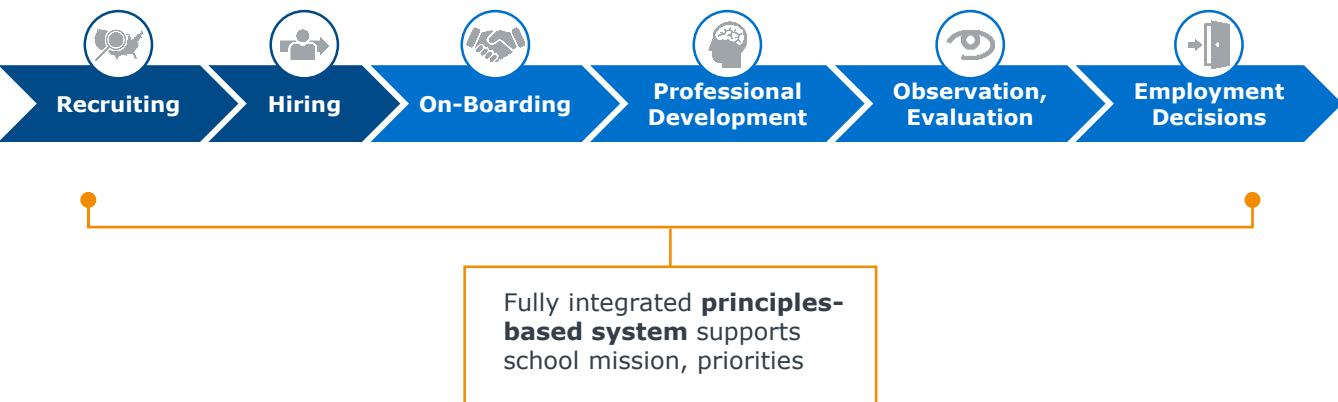 Recruiting
Hiring
On-Boarding
Professional
Development
Observation,
Evaluation
Employment
Decisions
Fully integrated principles-
based system supports
school mission, priorities